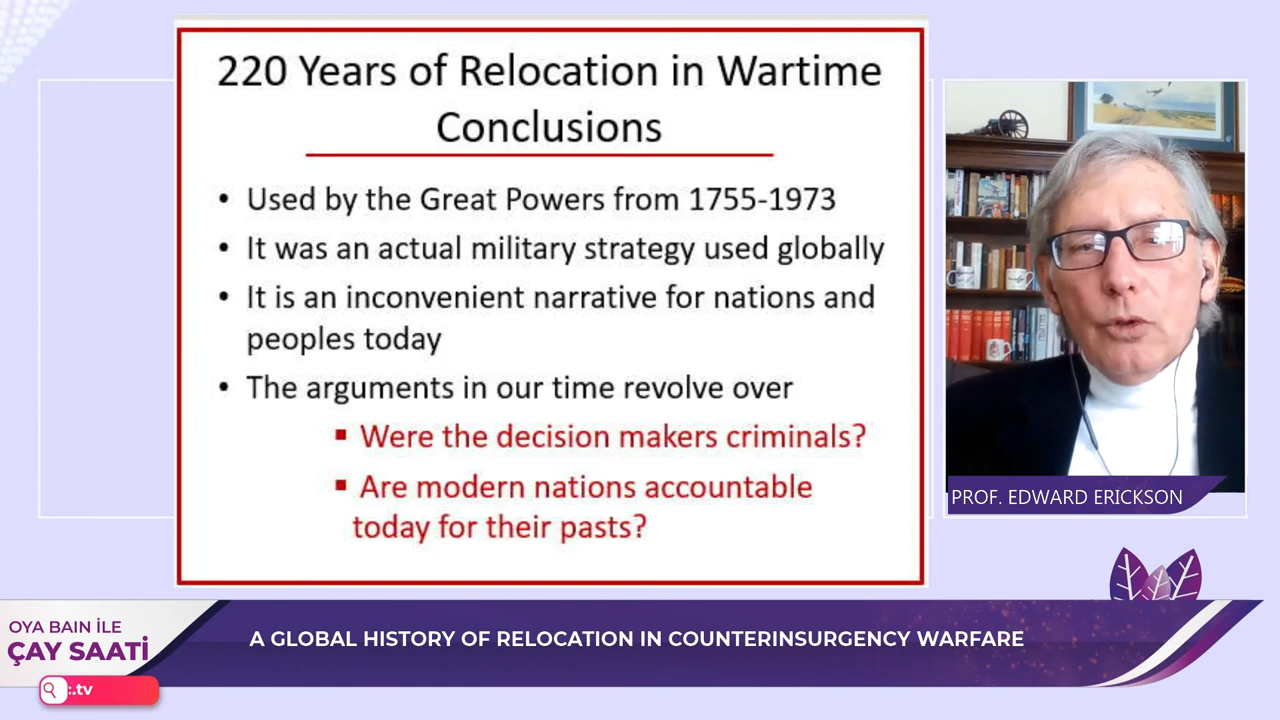 220 Years of Relocation in Wartime
Conclusions
• Used by the Great Powers from 1755-1973
• It was an actual military strategy used globally
• It is an inconvenient narrative for nations and
peoples today
• The arguments in our time revolve over
▪ Were the decision makers criminals?
▪ Are modern nations accountable
today for their pasts?
PROF. EDWARD ERICKSON
OYA BAIN İLE
ÇAY SAATİ
A GLOBAL HISTORY OF RELOCATION IN COUNTERINSURGENCY WARFARE
:.tv